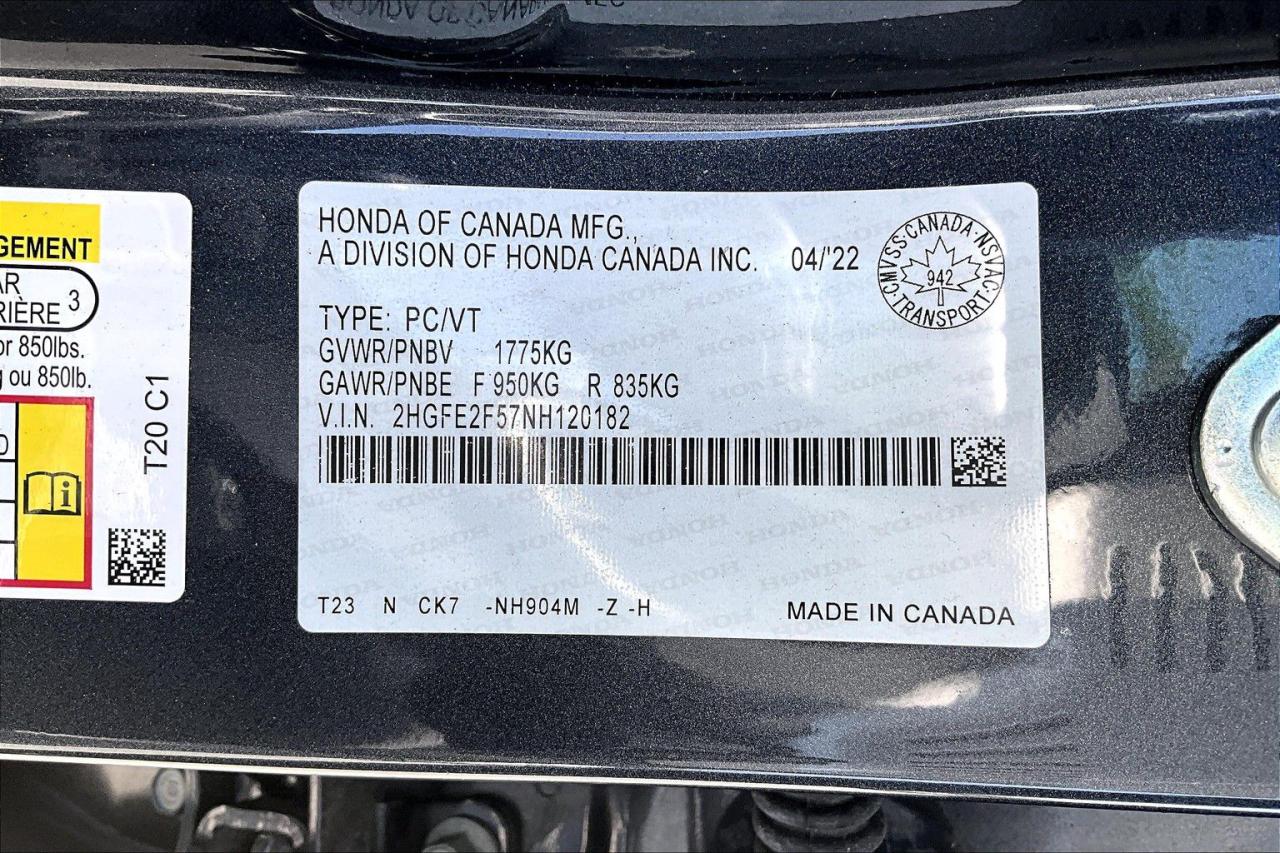 GEMENT
AR
RIÈRE 3
or 850lbs.
g ou 850lb.
T20 C1
HONDA OF CANADA MFG.,
A DIVISION OF HONDA CANADA INC. 04/'22
CMVSS·CANADA·NSVAC·TRANSPORT·
942
TYPE: PC/VT
GVWR/PNBV 1775KG
GAWR/PNBE F 950KG R 835KG
V.I.N. 2HGFE2F57NH120182
T23 N CK7 -NH904M -Z -H
MADE IN CANADA